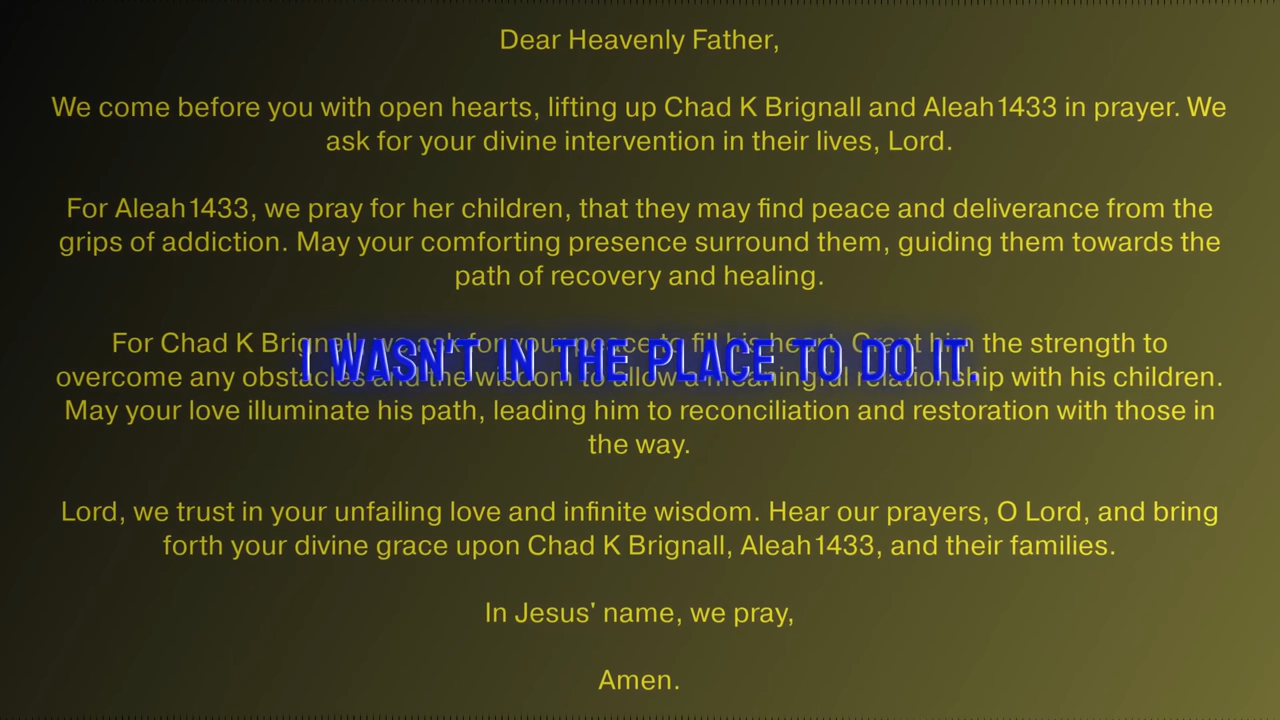 Dear Heavenly Father,
We come before you with open hearts, lifting up Chad K Brignall and Aleah1433 in prayer. We
ask for your divine intervention in their lives, Lord.
For Aleah1433, we pray for her children, that they may find peace and deliverance from the
grips of addiction. May your comforting presence surround them, guiding them towards the
path of recovery and healing.
For Chad K Brignall, we ask for your peace to fill his heart. Grant him the strength to
I WASN'T IN THE PLACE TO DO IT.
overcome any obstacles and the wisdom to allow a meaningful relationship with his children.
May your love illuminate his path, leading him to reconciliation and restoration with those in
the way.
Lord, we trust in your unfailing love and infinite wisdom. Hear our prayers, O Lord, and bring
forth your divine grace upon Chad K Brignall, Aleah1433, and their families.
In Jesus' name, we pray,
Amen.